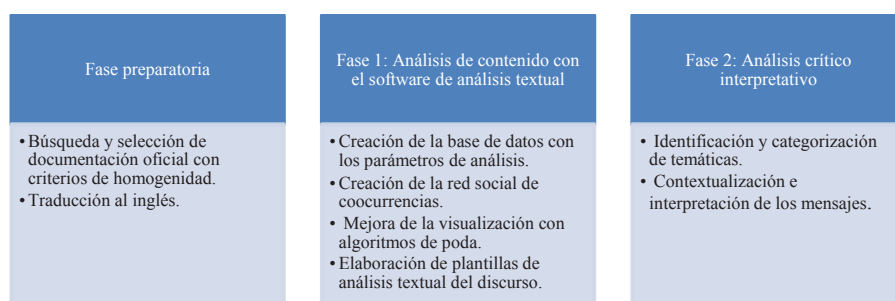 Fase preparatoria
• Búsqueda y selección de
documentación oficial con
criterios de homogenidad.
• Traducción al inglés.
Fase 1: Análisis de contenido con
el software de análisis textual
• Creación de la base de datos con
los parámetros de análisis.
• Creación de la red social de
coocurrencias.
• Mejora de la visualización con
algoritmos de poda.
• Elaboración de plantillas de
análisis textual del discurso.
Fase 2: Análisis crítico
interpretativo
• Identificación y categorización
de temáticas.
• Contextualización e
interpretación de los mensajes.